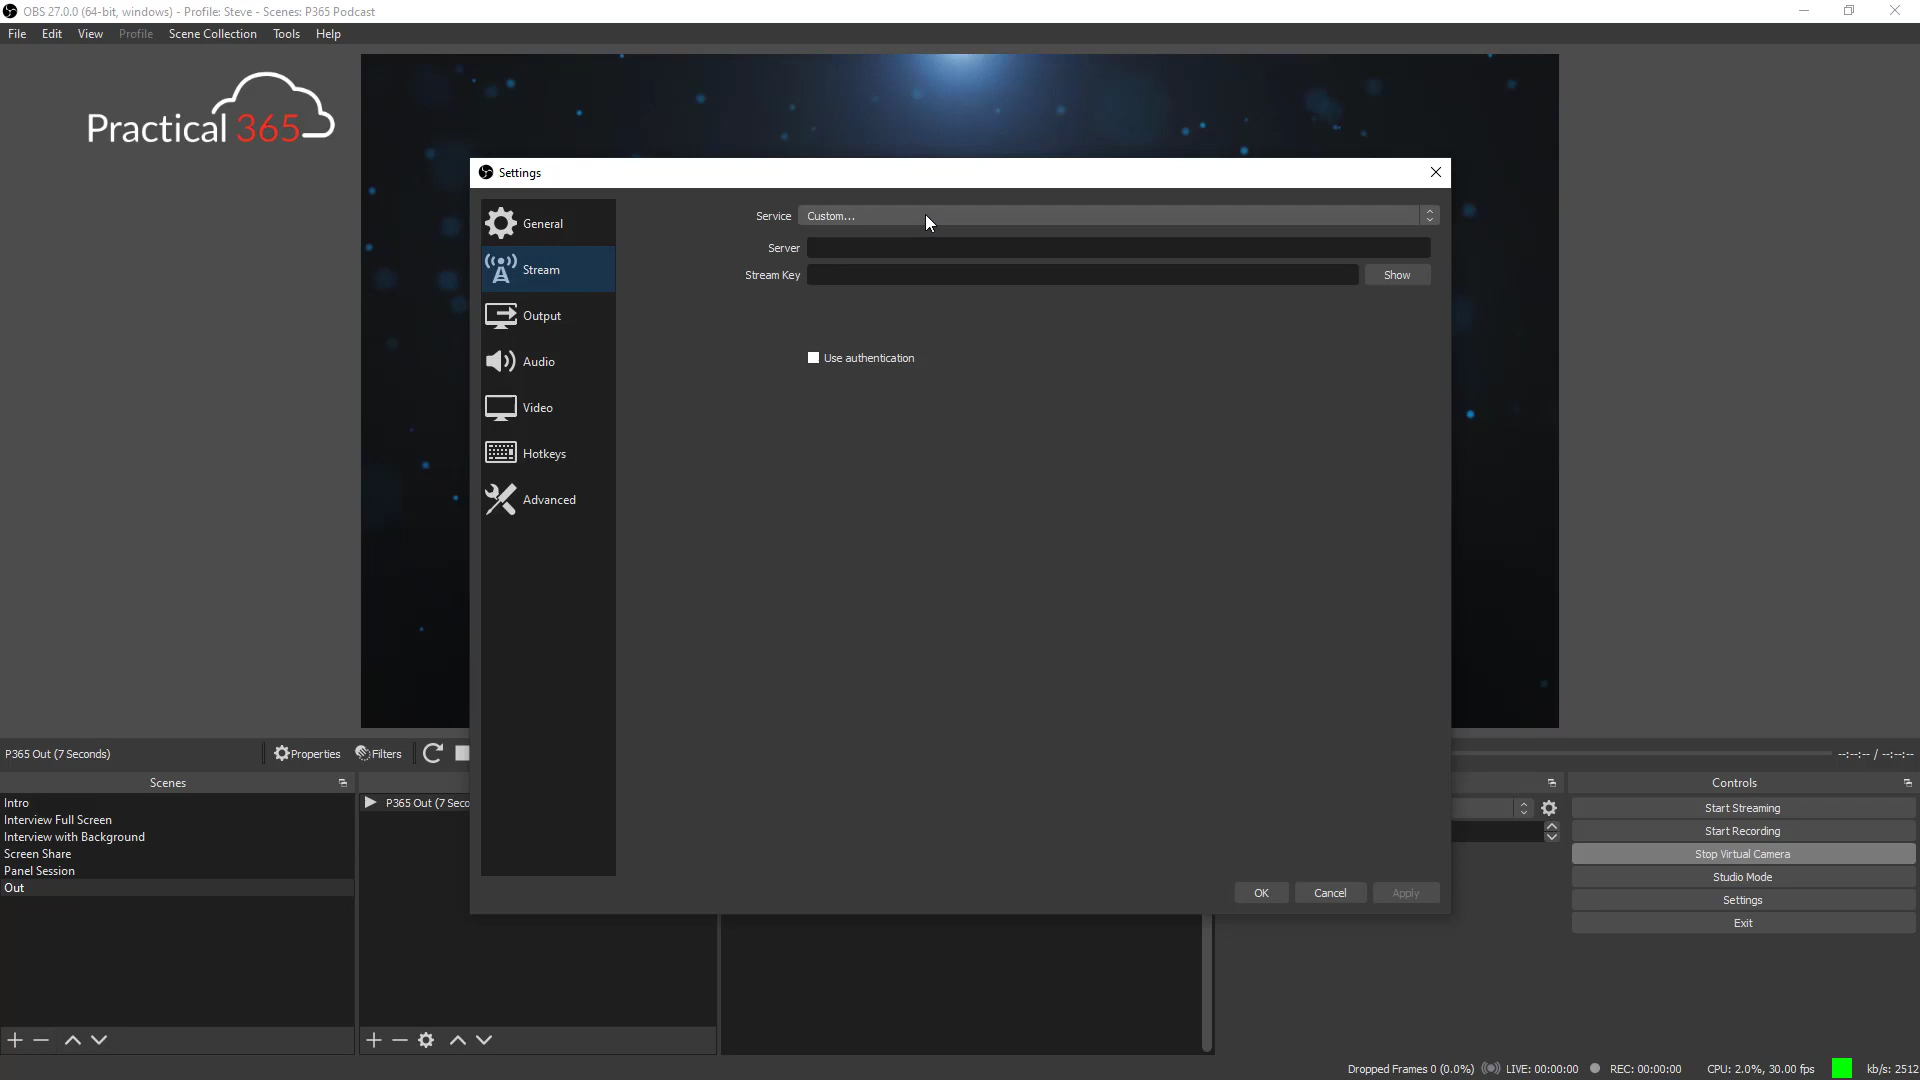 OBS 27.0.0 (64-bit, windows) - Profile: Steve - Scenes: P365 Podcast
File Edit View Profile Scene Collection Tools Help
Practical 365
Settings
General
Stream
Output
Audio
Video
Hotkeys
Advanced
Service Custom...
Server
Stream Key Show
Use authentication
OK Cancel Apply
P365 Out (7 Seconds) Properties Filters --:--:-- / --:--:--
Scenes
Intro
Interview Full Screen
Interview with Background
Screen Share
Panel Session
Out
P365 Out (7 Seco
Controls
Start Streaming
Start Recording
Stop Virtual Camera
Studio Mode
Settings
Exit
Dropped Frames 0 (0.0%) LIVE: 00:00:00 REC: 00:00:00 CPU: 2.0%, 30.00 fps kb/s: 2512